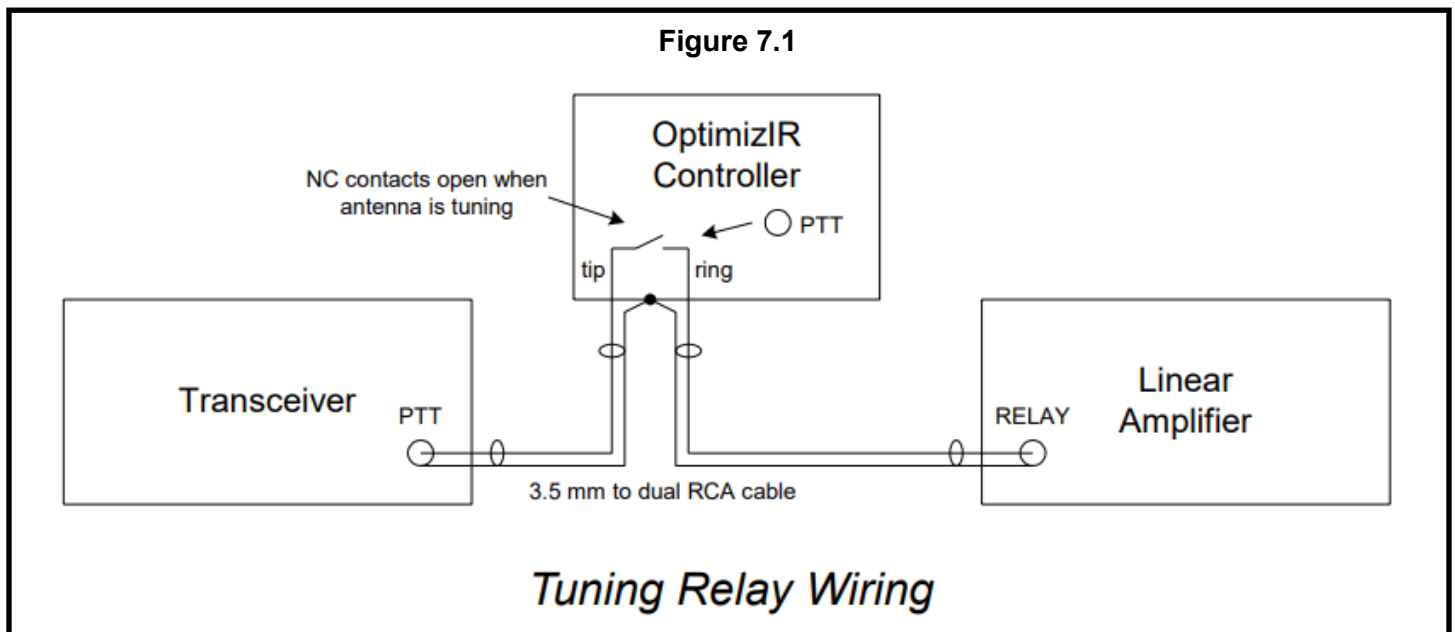 Figure 7.1
OptimizIR
Controller
NC contacts open when
antenna is tuning
PTT
tip
ring
Transceiver
PTT
RELAY
Linear
Amplifier
3.5 mm to dual RCA cable
Tuning Relay Wiring